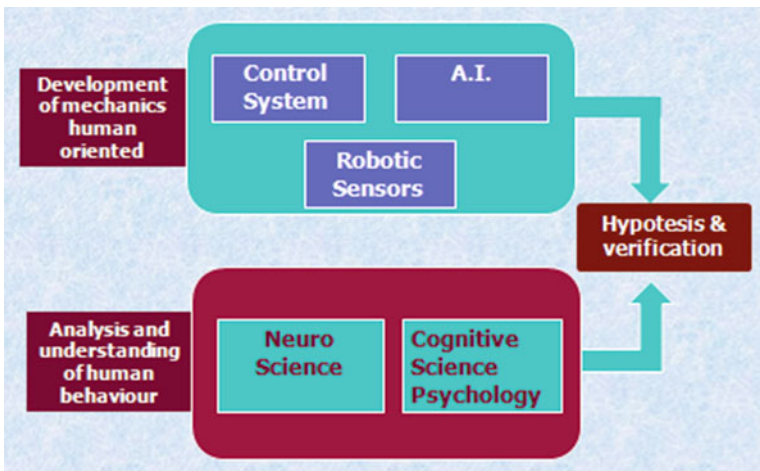 Development
of mechanics
human
oriented
Control
System
A.I.
Robotic
Sensors
Hypotesis &
verification
Analysis and
understanding
of human
behaviour
Neuro
Science
Cognitive
Science
Psychology